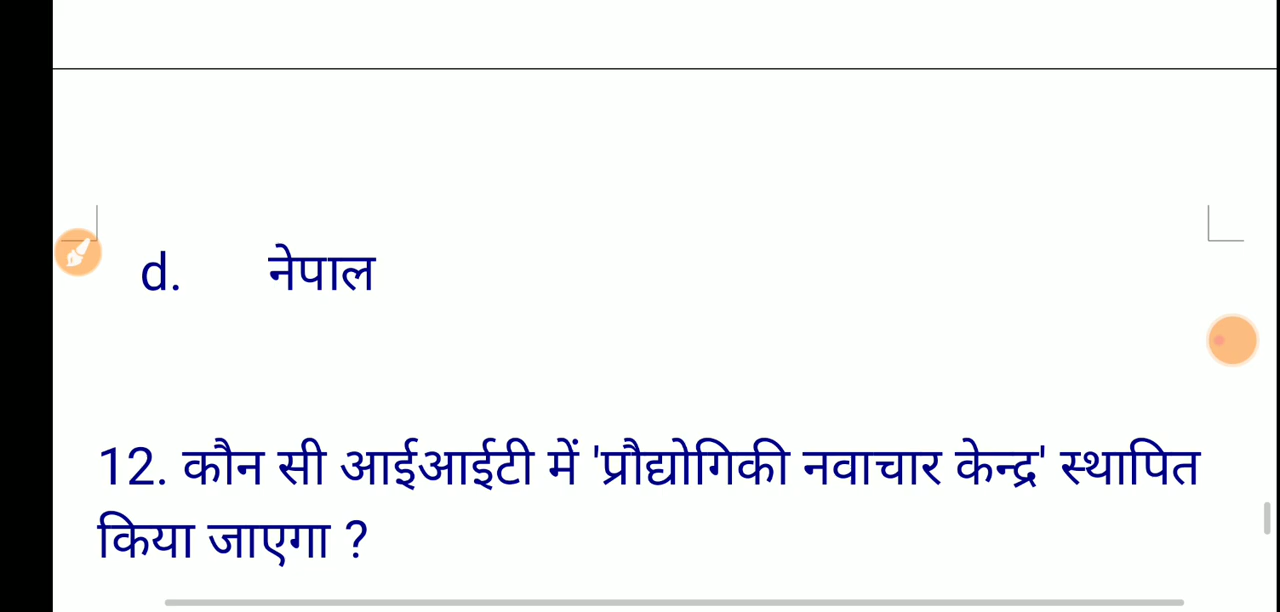 d. नेपाल
12. कौन सी आईआईटी में 'प्रौद्योगिकी नवाचार केन्द्र' स्थापित
किया जाएगा ?